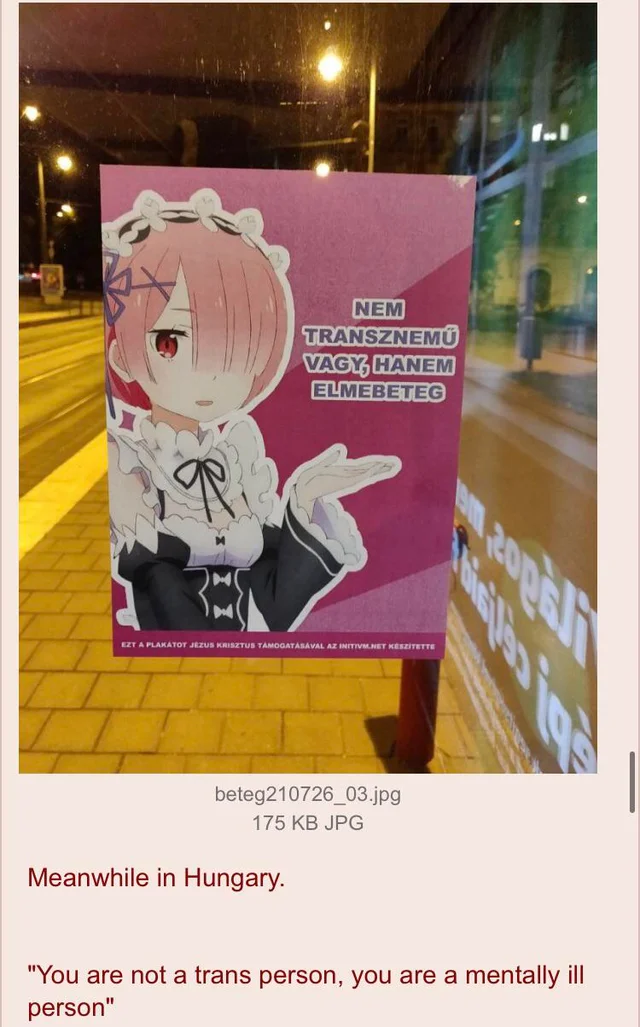 NEM
TRANSZNEMŰ
VAGY, HANEM
ELMEBETEG
EZT A PLAKÁTOT JÉZUS KRISZTUS TÁMOGATÁSÁVAL AZ INITIVM.NET KÉSZÍTETTE
beteg210726_03.jpg
175 KB JPG
Meanwhile in Hungary.
"You are not a trans person, you are a mentally ill
person"